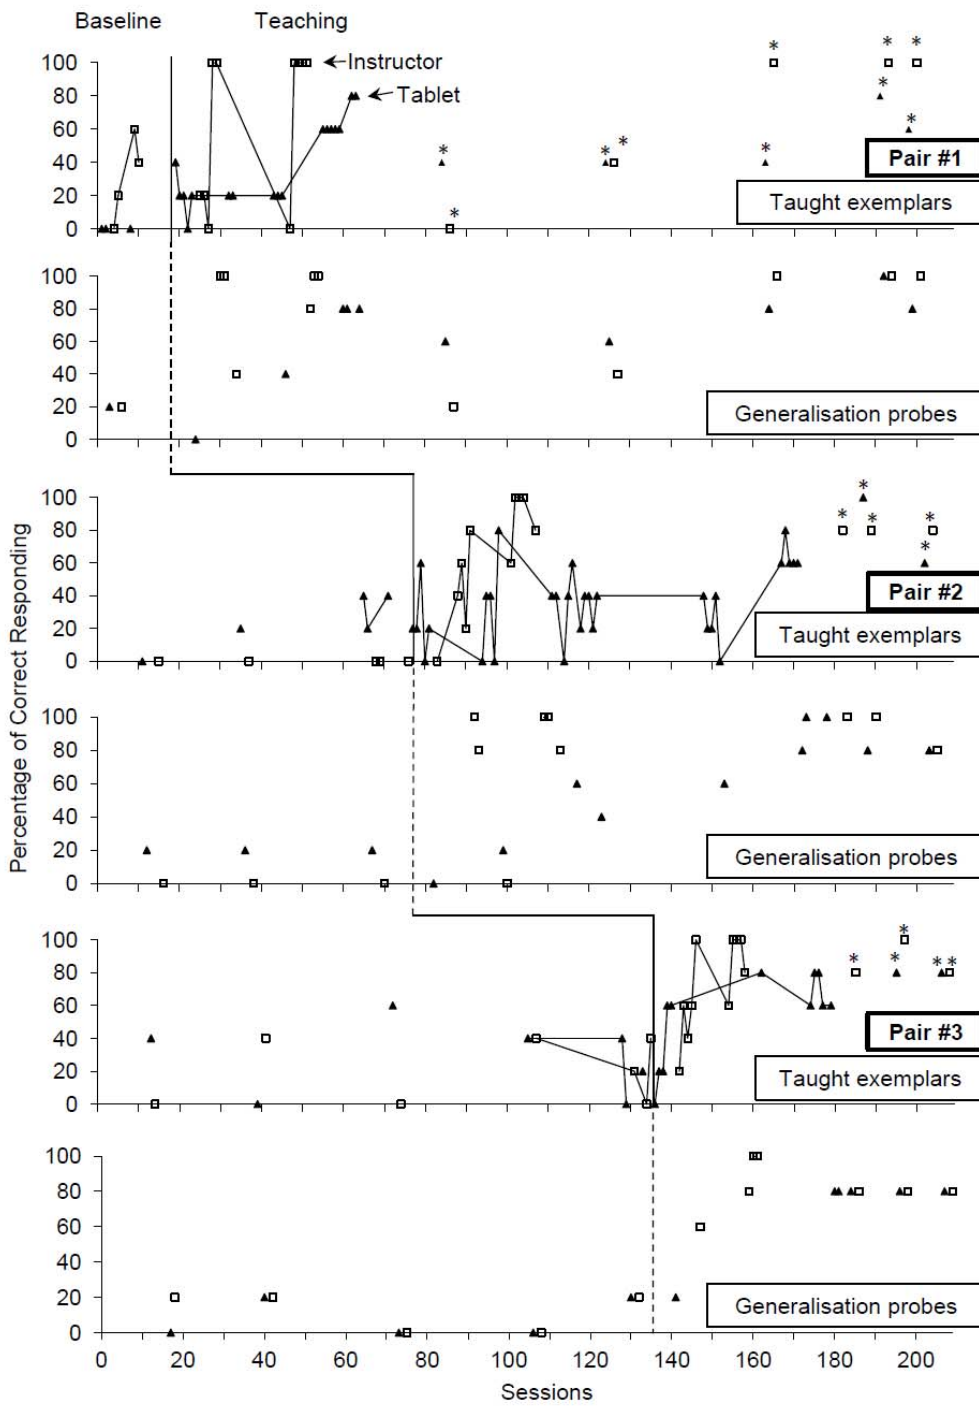 Baseline Teaching
100
80
60
40
20
0
Instructor
Tablet
* * * * * * * * * *
Pair #1
Taught exemplars
100
80
60
40
20
0
Generalisation probes
Percentage of Correct Responding
100
80
60
40
20
0
* * * * *
Pair #2
Taught exemplars
100
80
60
40
20
0
Generalisation probes
100
80
60
40
20
0
* * * * *
Pair #3
Taught exemplars
100
80
60
40
20
0
Generalisation probes
0 20 40 60 80 100 120 140 160 180 200
Sessions